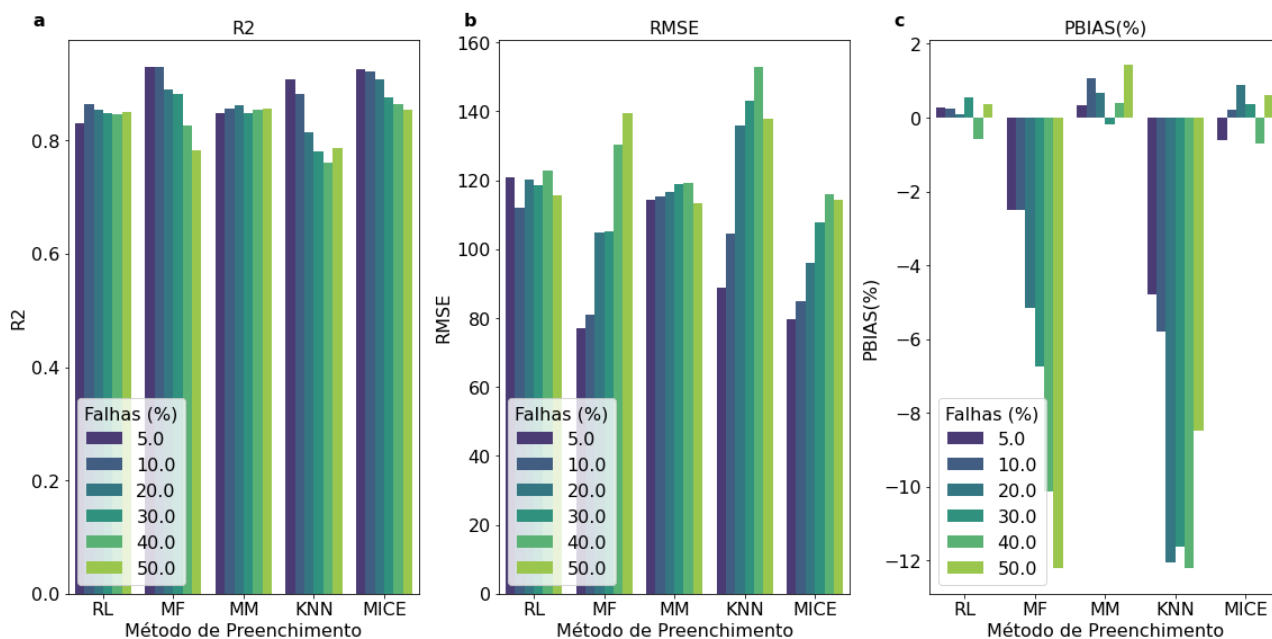 a
R2
R2
0.8
0.6
0.4
0.2
0.0
Falhas (%)
5.0
10.0
20.0
30.0
40.0
50.0
RL MF MM KNN MICE
Método de Preenchimento
b
RMSE
RMSE
160
140
120
100
80
60
40
20
0
Falhas (%)
5.0
10.0
20.0
30.0
40.0
50.0
RL MF MM KNN MICE
Método de Preenchimento
c
PBIAS(%)
PBIAS(%)
2
0
−2
−4
−6
−8
−10
−12
Falhas (%)
5.0
10.0
20.0
30.0
40.0
50.0
RL MF MM KNN MICE
Método de Preenchimento